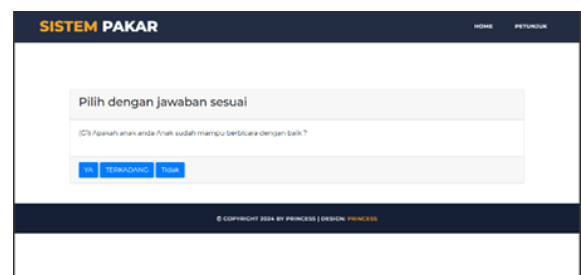 SISTEM PAKAR
HOME PETUNJUK
Pilih dengan jawaban sesuai
(G1) Apakah anak anda Anak sudah mampu berbicara dengan baik ?
YA TERKADANG Tidak
© COPYRIGHT 2024 BY PRINCESS | DESIGN: PRINCESS